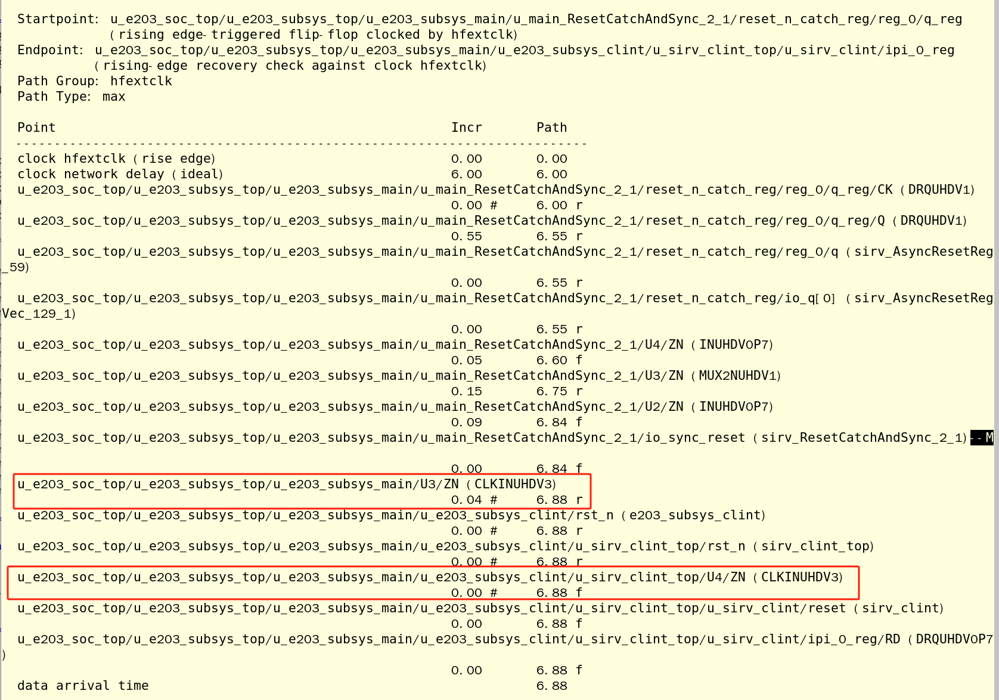 Startpoint: u_e203_soc_top/u_e203_subsys_top/u_e203_subsys_main/u_main_ResetCatchAndSync_2_1/reset_n_catch_reg/reg_0/q_reg
(rising edge-triggered flip-flop clocked by hfextclk)
Endpoint: u_e203_soc_top/u_e203_subsys_top/u_e203_subsys_main/u_e203_subsys_clint/u_sirv_clint_top/u_sirv_clint/ipi_0_reg
(rising-edge recovery check against clock hfextclk)
Path Group: hfextclk
Path Type: max
Point Incr Path
---------------------------------------------------------------------------
clock hfextclk (rise edge) 0.00 0.00
clock network delay (ideal) 6.00 6.00
u_e203_soc_top/u_e203_subsys_top/u_e203_subsys_main/u_main_ResetCatchAndSync_2_1/reset_n_catch_reg/reg_0/q_reg/CK (DRQUHDV1)
0.00 # 6.00 r
u_e203_soc_top/u_e203_subsys_top/u_e203_subsys_main/u_main_ResetCatchAndSync_2_1/reset_n_catch_reg/reg_0/q_reg/Q (DRQUHDV1)
0.55 6.55 r
u_e203_soc_top/u_e203_subsys_top/u_e203_subsys_main/u_main_ResetCatchAndSync_2_1/reset_n_catch_reg/reg_0/q (sirv_AsyncResetReg
_59)
0.00 6.55 r
u_e203_soc_top/u_e203_subsys_top/u_e203_subsys_main/u_main_ResetCatchAndSync_2_1/reset_n_catch_reg/io_q[0] (sirv_AsyncResetReg
Vec_129_1)
0.00 6.55 r
u_e203_soc_top/u_e203_subsys_top/u_e203_subsys_main/u_main_ResetCatchAndSync_2_1/U4/ZN (INUHDV0P7)
0.05 6.60 f
u_e203_soc_top/u_e203_subsys_top/u_e203_subsys_main/u_main_ResetCatchAndSync_2_1/U3/ZN (MUX2NUHDV1)
0.15 6.75 r
u_e203_soc_top/u_e203_subsys_top/u_e203_subsys_main/u_main_ResetCatchAndSync_2_1/U2/ZN (INUHDV0P7)
0.09 6.84 f
u_e203_soc_top/u_e203_subsys_top/u_e203_subsys_main/u_main_ResetCatchAndSync_2_1/io_sync_reset (sirv_ResetCatchAndSync_2_1)--M
0.00 6.84 f
u_e203_soc_top/u_e203_subsys_top/u_e203_subsys_main/U3/ZN (CLKINUHDV3)
0.04 # 6.88 r
u_e203_soc_top/u_e203_subsys_top/u_e203_subsys_main/u_e203_subsys_clint/rst_n (e203_subsys_clint)
0.00 # 6.88 r
u_e203_soc_top/u_e203_subsys_top/u_e203_subsys_main/u_e203_subsys_clint/u_sirv_clint_top/rst_n (sirv_clint_top)
0.00 # 6.88 r
u_e203_soc_top/u_e203_subsys_top/u_e203_subsys_main/u_e203_subsys_clint/u_sirv_clint_top/U4/ZN (CLKINUHDV3)
0.00 # 6.88 f
u_e203_soc_top/u_e203_subsys_top/u_e203_subsys_main/u_e203_subsys_clint/u_sirv_clint_top/u_sirv_clint/reset (sirv_clint)
0.00 6.88 f
u_e203_soc_top/u_e203_subsys_top/u_e203_subsys_main/u_e203_subsys_clint/u_sirv_clint_top/u_sirv_clint/ipi_0_reg/RD (DRQUHDV0P7
)
0.00 6.88 f
data arrival time 6.88